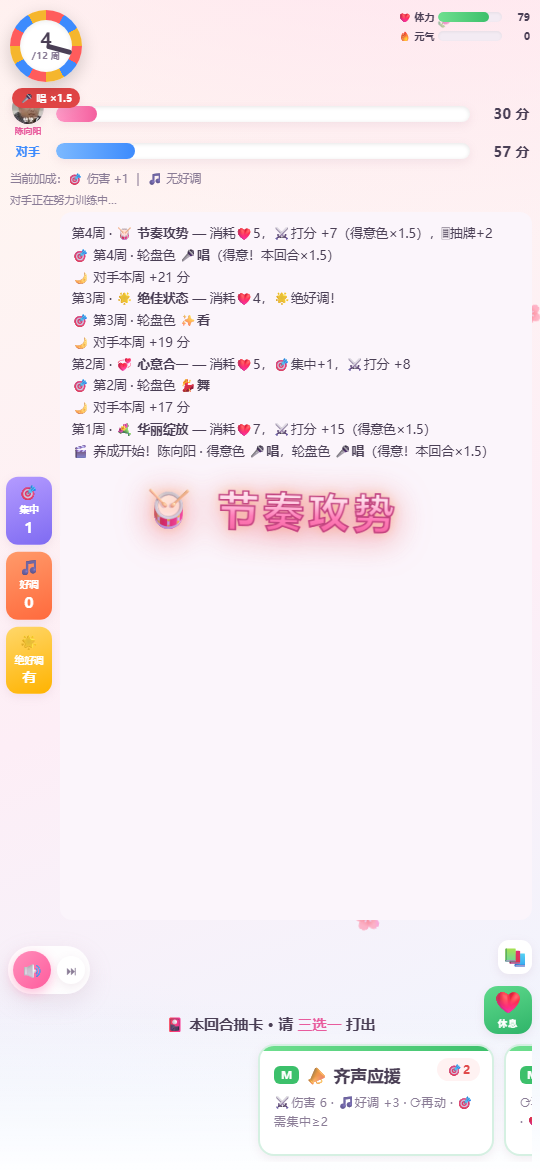 4
/12 周
体力 79
元气 0
唱 ×1.5
陈向阳
30 分
对手
57 分
当前加成: 伤害 +1 | 无好调
对手正在努力训练中...
第4周 · 节奏攻势 — 消耗 5, 打分 +7（得意色×1.5）, 抽牌+2
第4周 · 轮盘色 唱（得意！本回合×1.5）
对手本周 +21 分
第3周 · 绝佳状态 — 消耗 4, 绝好调！
第3周 · 轮盘色 看
对手本周 +19 分
第2周 · 心意合一 — 消耗 5, 集中+1, 打分 +8
第2周 · 轮盘色 舞
对手本周 +17 分
第1周 · 华丽绽放 — 消耗 7, 打分 +15（得意色×1.5）
养成开始！陈向阳 · 得意色 唱, 轮盘色 唱（得意！本回合×1.5）
节奏攻势
集中
1
好调
0
绝好调
有
休息
本回合抽卡 • 请 三选一 打出
M 齐声应援 2
伤害 6 · 好调 +3 · 再动 ·
需集中≥2